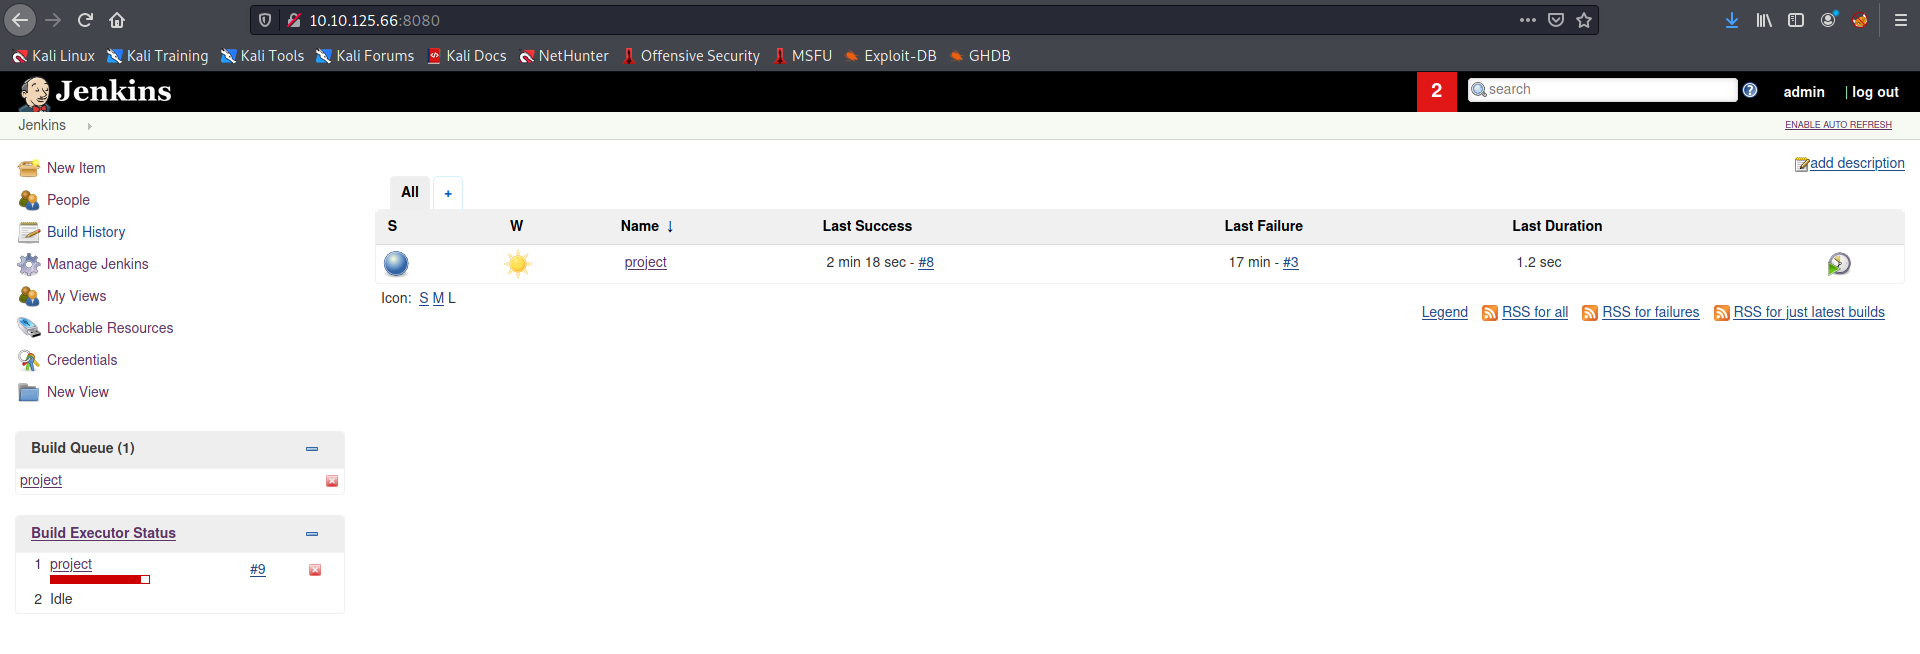 10.10.125.66:8080
Kali Linux Kali Training Kali Tools Kali Forums Kali Docs NetHunter Offensive Security MSFU Exploit-DB GHDB
Jenkins 2 search admin | log out
Jenkins ENABLE AUTO REFRESH
add description
New Item
People
Build History
Manage Jenkins
My Views
Lockable Resources
Credentials
New View
All +
S W Name ↓ Last Success Last Failure Last Duration
project 2 min 18 sec - #8 17 min - #3 1.2 sec
Icon: S M L
Legend RSS for all RSS for failures RSS for just latest builds
Build Queue (1)
project
Build Executor Status
1 project #9
2 Idle